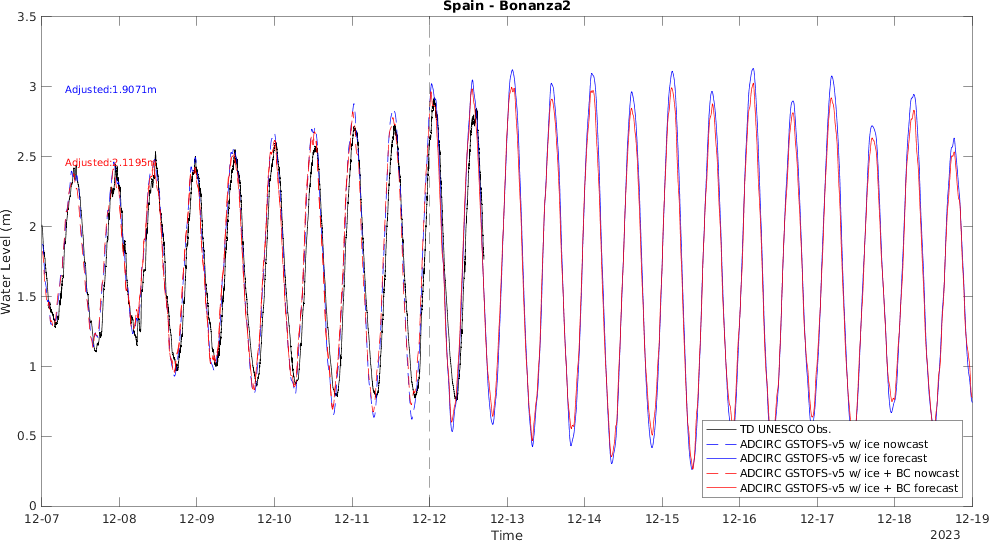 Spain - Bonanza2
3.5
3
2.5
2
1.5
1
0.5
0
Water Level (m)
Adjusted:1.9071m
Adjusted:2.1195m
TD UNESCO Obs.
ADCIRC GSTOFS-v5 w/ ice nowcast
ADCIRC GSTOFS-v5 w/ ice forecast
ADCIRC GSTOFS-v5 w/ ice + BC nowcast
ADCIRC GSTOFS-v5 w/ ice + BC forecast
12-07 12-08 12-09 12-10 12-11 12-12 12-13 12-14 12-15 12-16 12-17 12-18 12-19
Time
2023